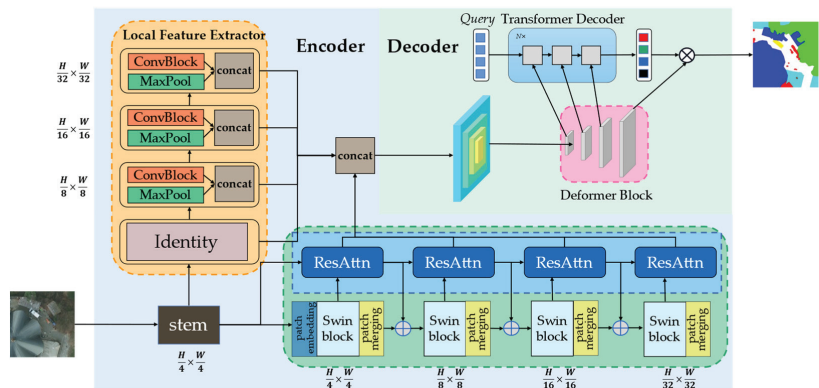 Local Feature Extractor
Encoder
Decoder
Query
Transformer Decoder
N×
H/32 × W/32
ConvBlock
MaxPool
concat
H/16 × W/16
ConvBlock
MaxPool
concat
H/8 × W/8
ConvBlock
MaxPool
concat
Identity
concat
Deformer Block
stem
H/4 × W/4
ResAttn
ResAttn
ResAttn
ResAttn
patch embedding
Swin block
patch merging
Swin block
patch merging
Swin block
patch merging
Swin block
patch merging
H/4 × W/4
H/8 × W/8
H/16 × W/16
H/32 × W/32